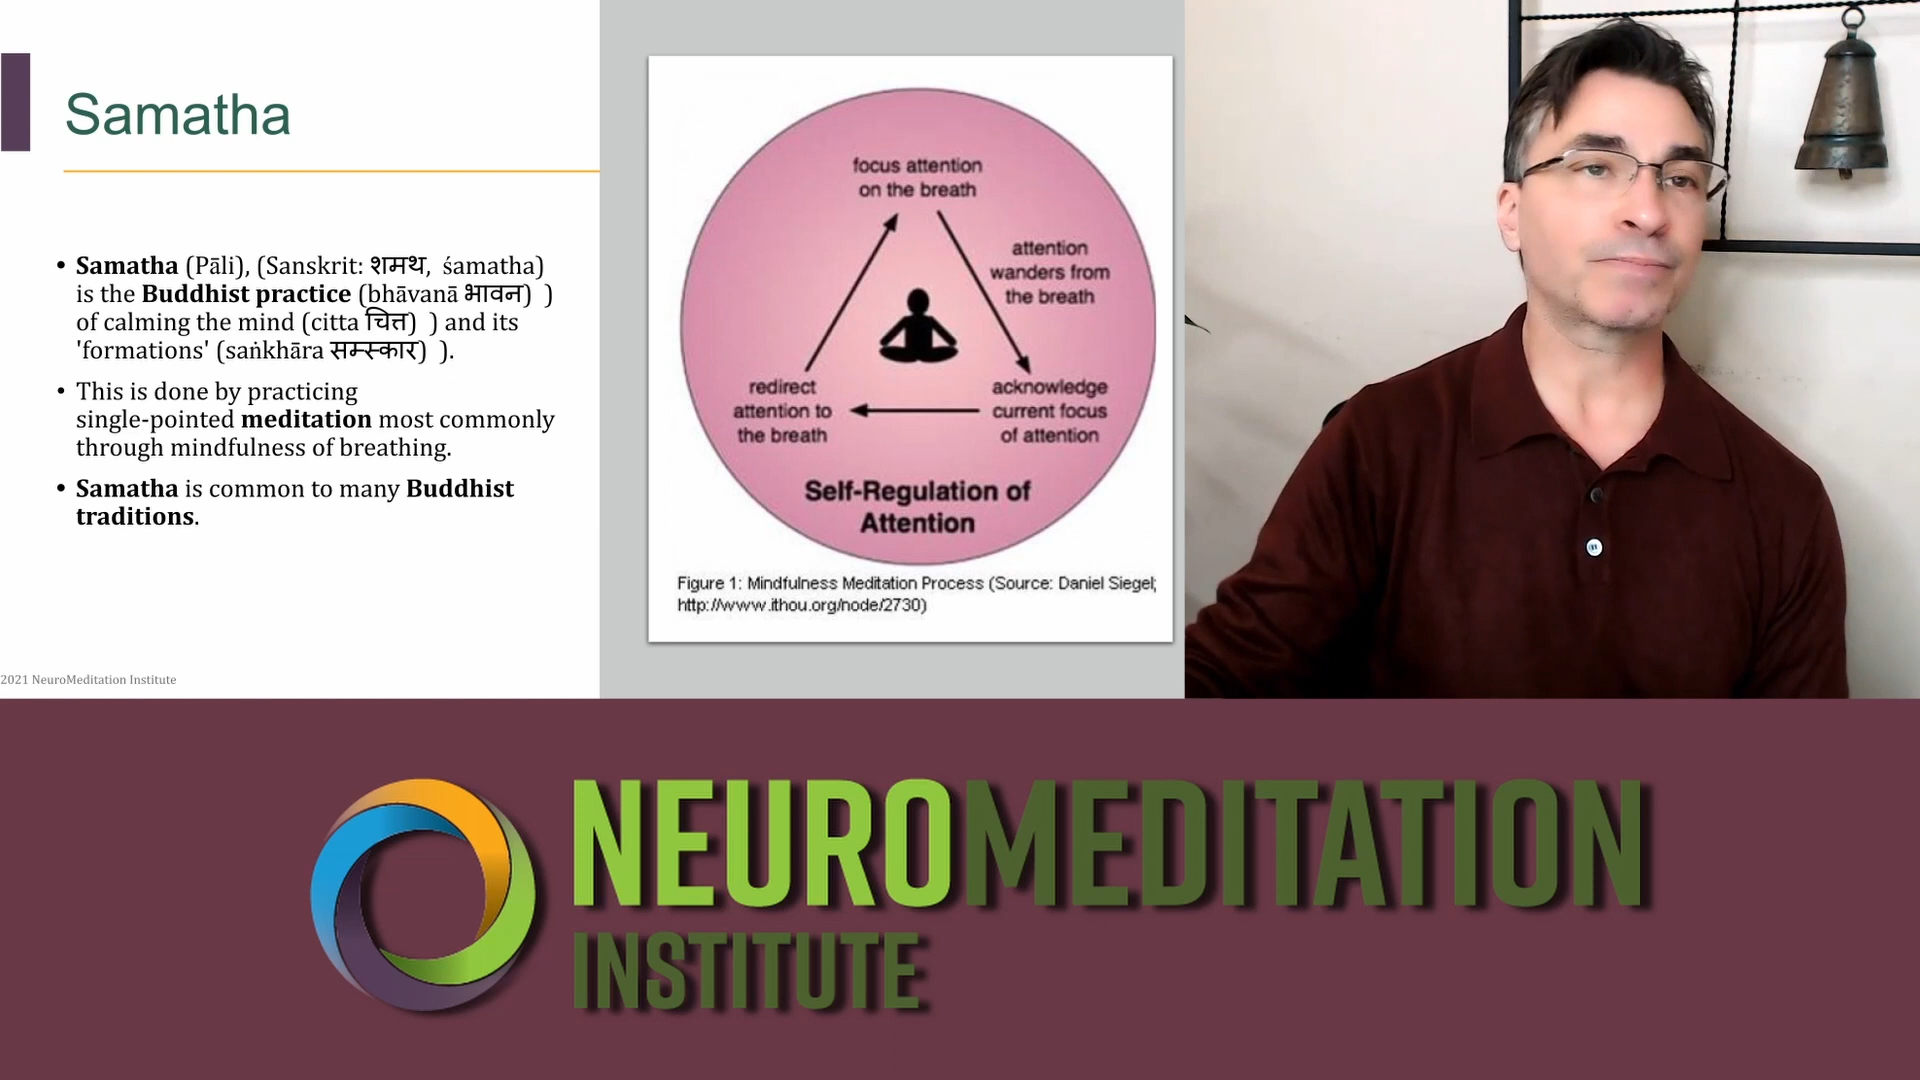 Samatha
• Samatha (Pāli), (Sanskrit: शमथ, śamatha)
is the Buddhist practice (bhāvanā भावन) )
of calming the mind (citta चित्त) ) and its
'formations' (saṅkhāra सम्स्कार) ).
• This is done by practicing
single-pointed meditation most commonly
through mindfulness of breathing.
• Samatha is common to many Buddhist
traditions.
2021 NeuroMeditation Institute
focus attention
on the breath
attention
wanders from
the breath
acknowledge
current focus
of attention
redirect
attention to
the breath
Self-Regulation of
Attention
Figure 1: Mindfulness Meditation Process (Source: Daniel Siegel;
http://www.ithou.org/node/2730)
NEUROMEDITATION
INSTITUTE